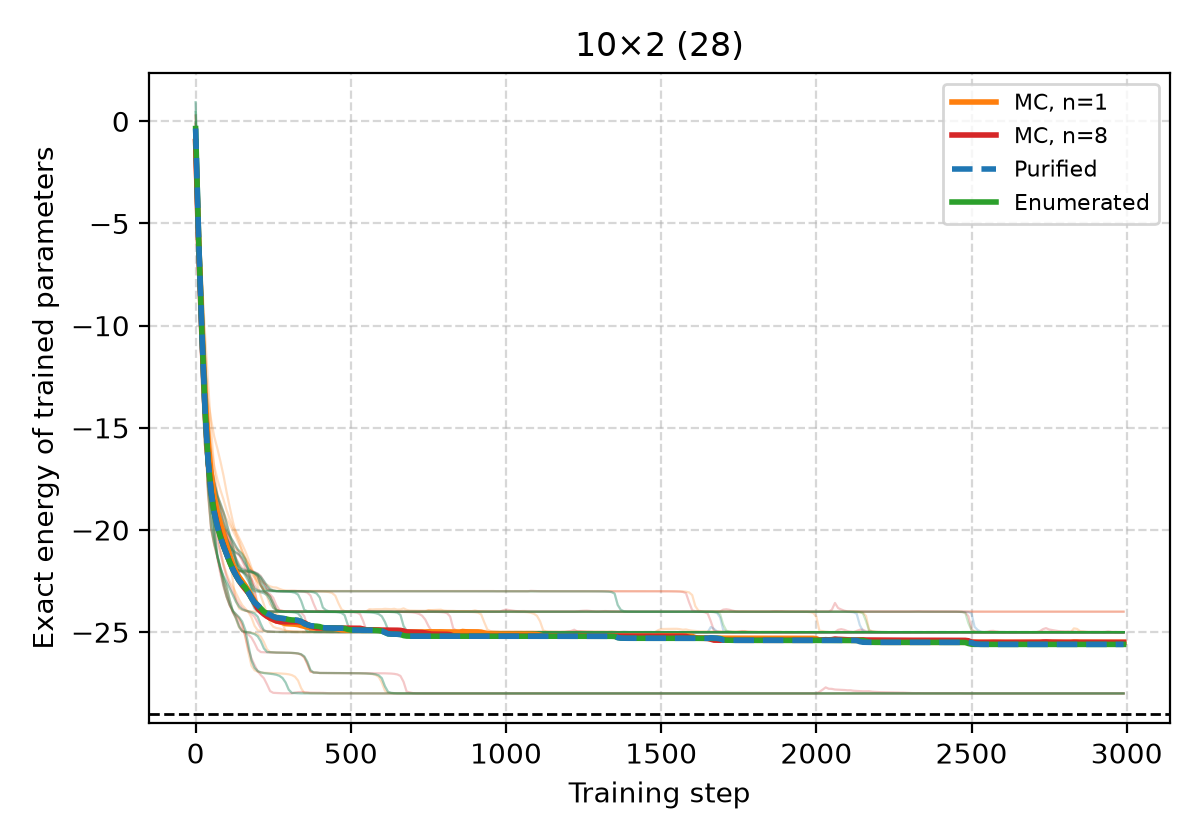 10×2 (28)
Exact energy of trained parameters
0
−5
−10
−15
−20
−25
MC, n=1
MC, n=8
Purified
Enumerated
0 500 1000 1500 2000 2500 3000
Training step